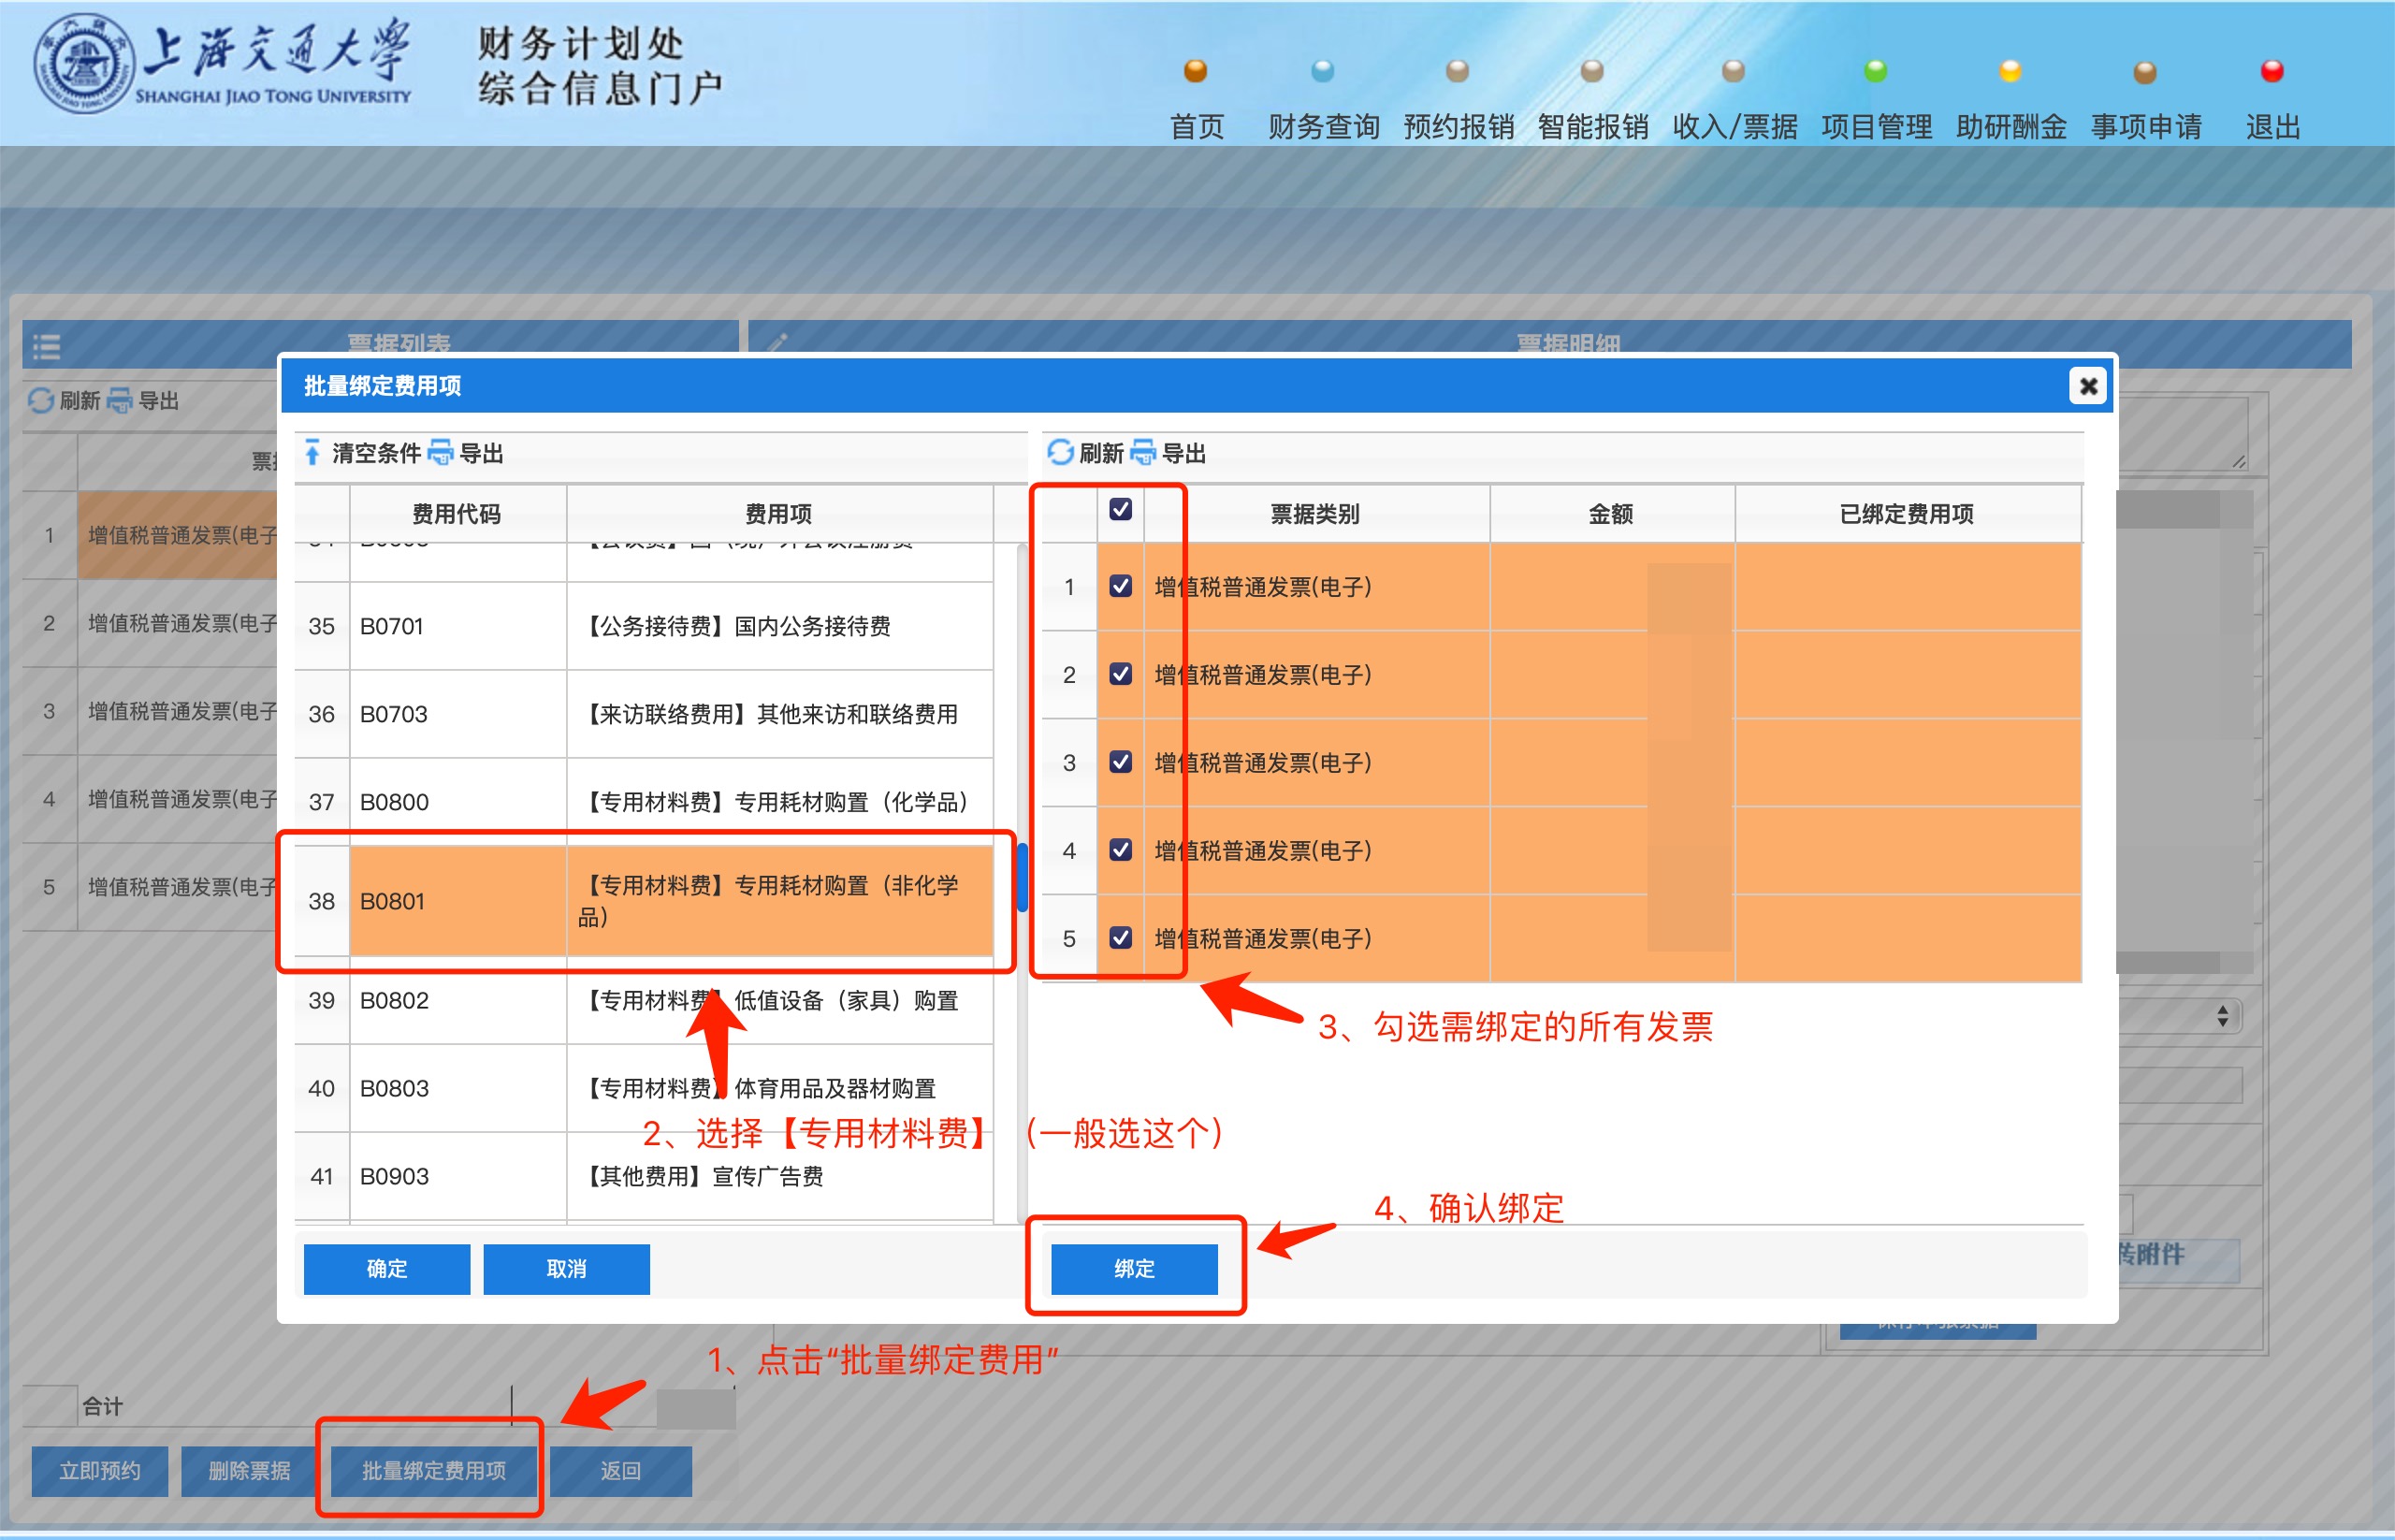 上海交通大学
SHANGHAI JIAO TONG UNIVERSITY
财务计划处
综合信息门户
首页 财务查询 预约报销 智能报销 收入/票据 项目管理 助研酬金 事项申请 退出
票据列表 票据明细
刷新 导出
1 增值税普通发票(电子
2 增值税普通发票(电子
3 增值税普通发票(电子
4 增值税普通发票(电子
5 增值税普通发票(电子
批量绑定费用项
清空条件 导出
费用代码 费用项
35 B0701 【公务接待费】国内公务接待费
36 B0703 【来访联络费用】其他来访和联络费用
37 B0800 【专用材料费】专用耗材购置（化学品）
38 B0801 【专用材料费】专用耗材购置（非化学
品）
39 B0802 【专用材料费】低值设备（家具）购置
40 B0803 【专用材料费】体育用品及器材购置
41 B0903 【其他费用】宣传广告费
确定 取消
刷新 导出
票据类别 金额 已绑定费用项
1 增值税普通发票(电子)
2 增值税普通发票(电子)
3 增值税普通发票(电子)
4 增值税普通发票(电子)
5 增值税普通发票(电子)
3、勾选需绑定的所有发票
2、选择【专用材料费】（一般选这个）
4、确认绑定
绑定
附件
1、点击“批量绑定费用”
合计
立即预约 删除票据 批量绑定费用项 返回